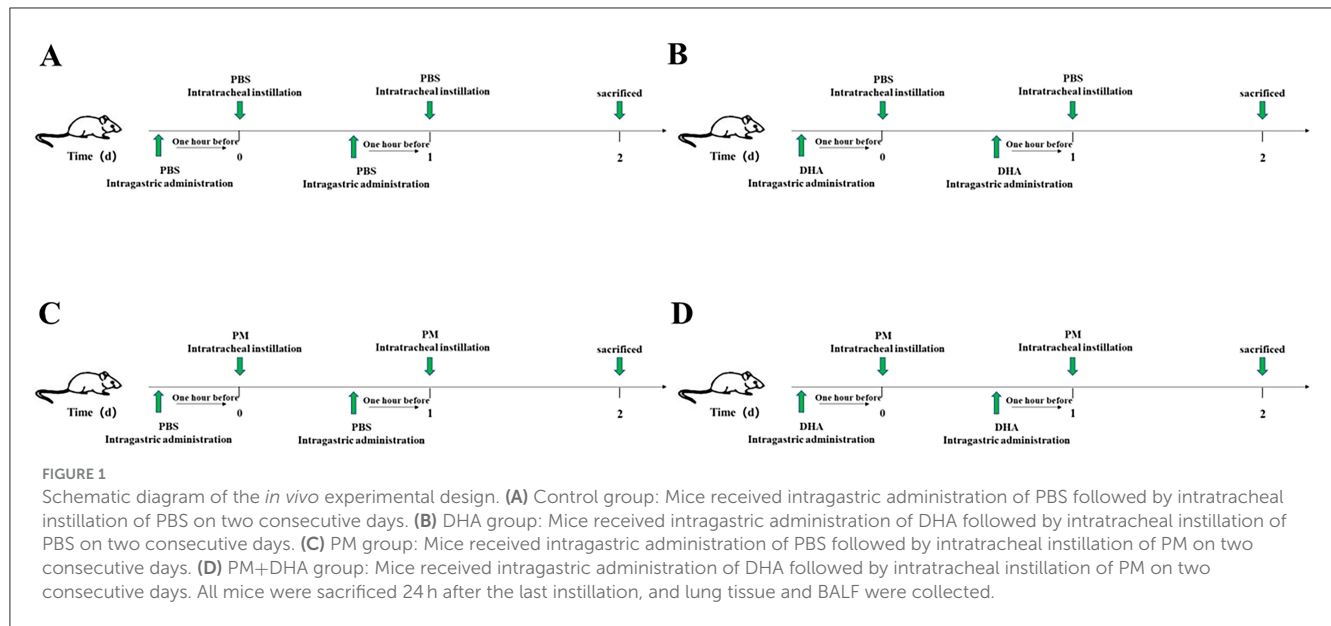 A
PBS
Intratracheal instillation
PBS
Intratracheal instillation
sacrificed
One hour before
One hour before
Time (d)
0
1
2
PBS
Intragastric administration
PBS
Intragastric administration
B
PBS
Intratracheal instillation
PBS
Intratracheal instillation
sacrificed
One hour before
One hour before
Time (d)
0
1
2
DHA
Intragastric administration
DHA
Intragastric administration
C
PM
Intratracheal instillation
PM
Intratracheal instillation
sacrificed
One hour before
One hour before
Time (d)
0
1
2
PBS
Intragastric administration
PBS
Intragastric administration
D
PM
Intratracheal instillation
PM
Intratracheal instillation
sacrificed
One hour before
One hour before
Time (d)
0
1
2
DHA
Intragastric administration
DHA
Intragastric administration
FIGURE 1
Schematic diagram of the in vivo experimental design. (A) Control group: Mice received intragastric administration of PBS followed by intratracheal
instillation of PBS on two consecutive days. (B) DHA group: Mice received intragastric administration of DHA followed by intratracheal instillation of
PBS on two consecutive days. (C) PM group: Mice received intragastric administration of PBS followed by intratracheal instillation of PM on two
consecutive days. (D) PM+DHA group: Mice received intragastric administration of DHA followed by intratracheal instillation of PM on two
consecutive days. All mice were sacrificed 24 h after the last instillation, and lung tissue and BALF were collected.